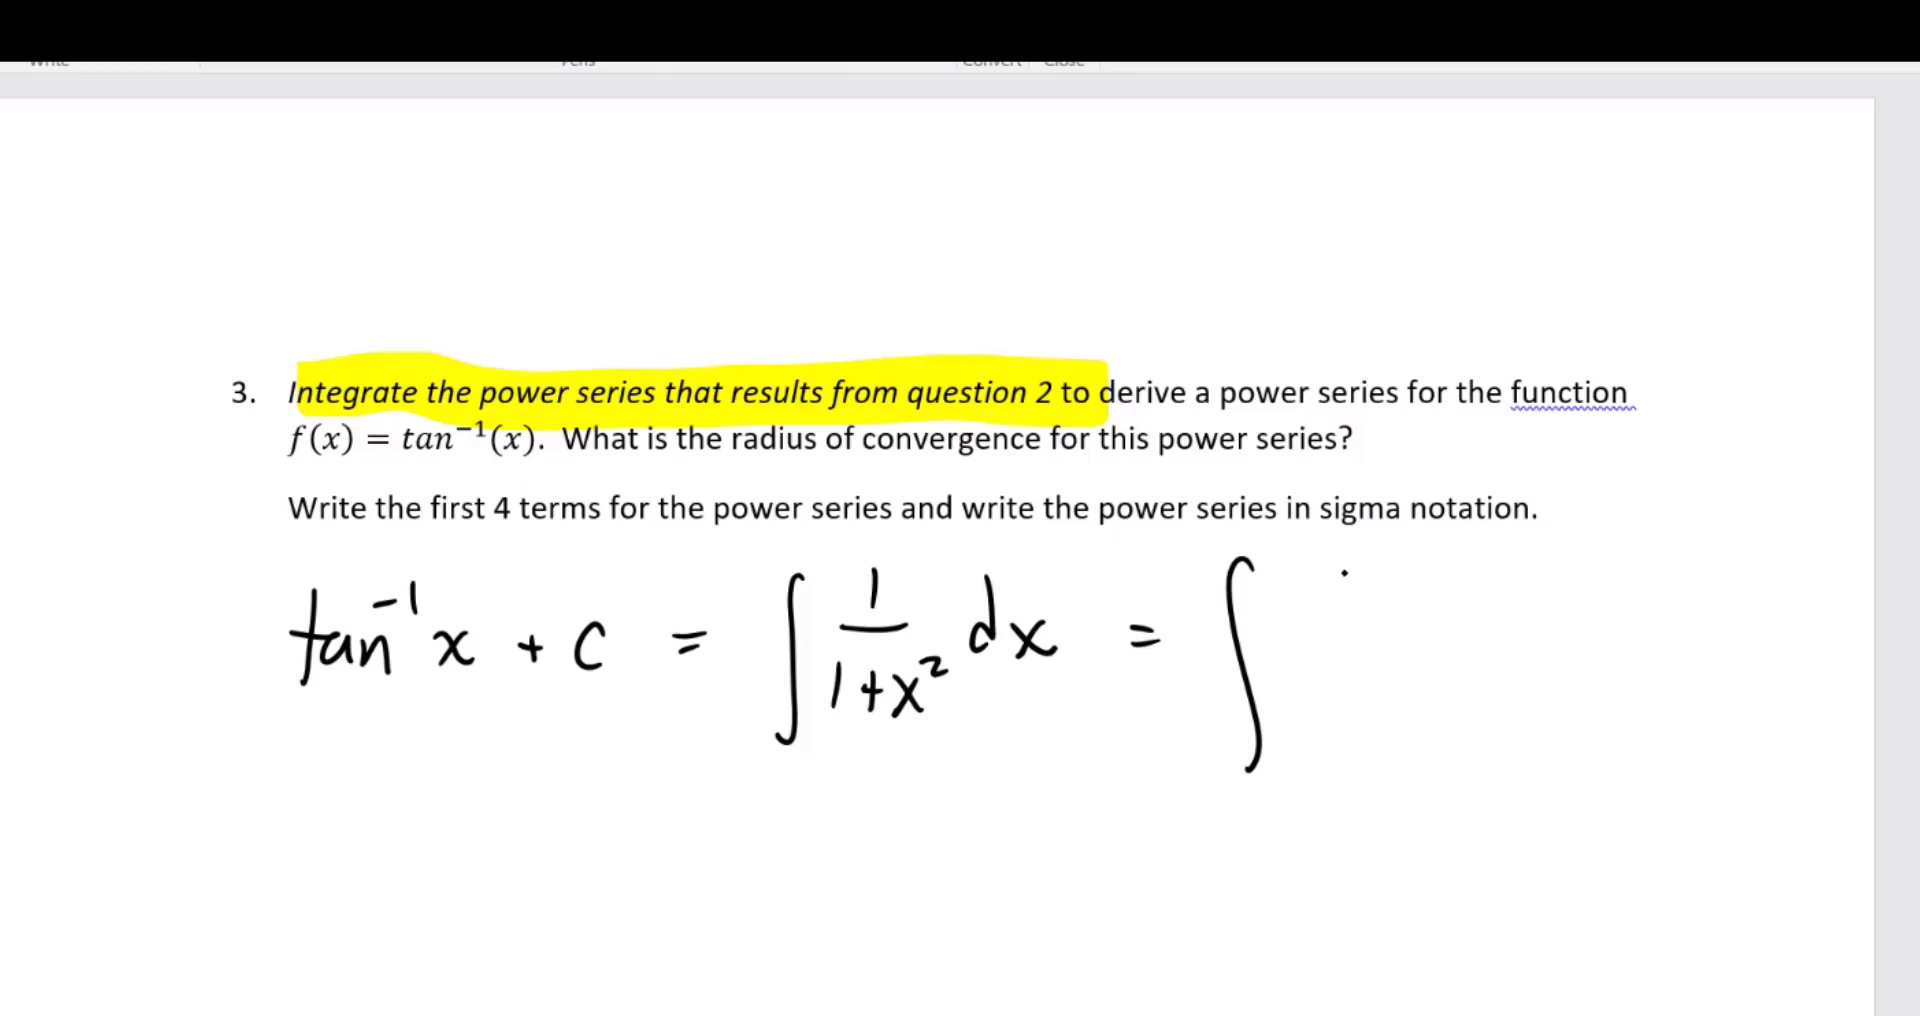 3. Integrate the power series that results from question 2 to derive a power series for the function
f(x) = tan⁻¹(x). What is the radius of convergence for this power series?
Write the first 4 terms for the power series and write the power series in sigma notation.
tan⁻¹ x + c = ∫ 1/(1+x²) dx = ∫